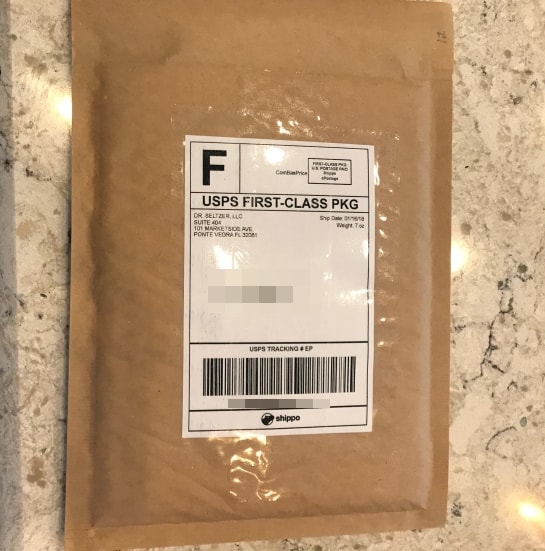 F
ComBasPrice
FIRST-CLASS PKG
U.S. POSTAGE PAID
Shippo
ePostage
USPS FIRST-CLASS PKG
DR. SELTZER, LLC
SUITE 404
101 MARKETSIDE AVE.
PONTE VEDRA FL 32081
Ship Date: 01/16/18
Weight: 7 oz
USPS TRACKING # EP
shippo